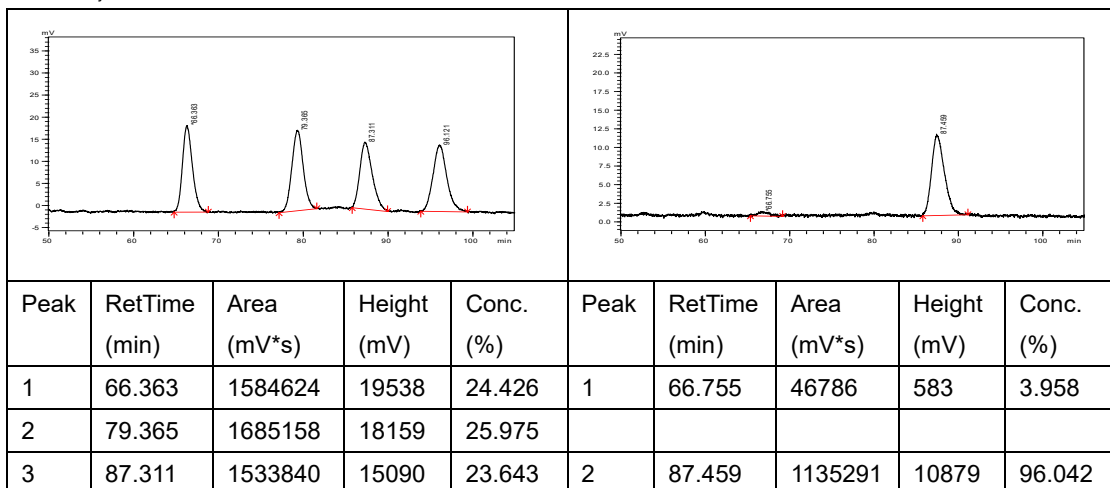 mV
35
30
25
20
15
10
5
0
-5
*66.363
79.365
87.311
96.121
50 60 70 80 90 100 min
mV
22.5
20.0
17.5
15.0
12.5
10.0
7.5
5.0
2.5
0.0
*66.755
87.459
50 60 70 80 90 100 min
Peak RetTime Area Height Conc. Peak RetTime Area Height Conc.
(min) (mV*s) (mV) (%) (min) (mV*s) (mV) (%)
1 66.363 1584624 19538 24.426 1 66.755 46786 583 3.958
2 79.365 1685158 18159 25.975
3 87.311 1533840 15090 23.643 2 87.459 1135291 10879 96.042